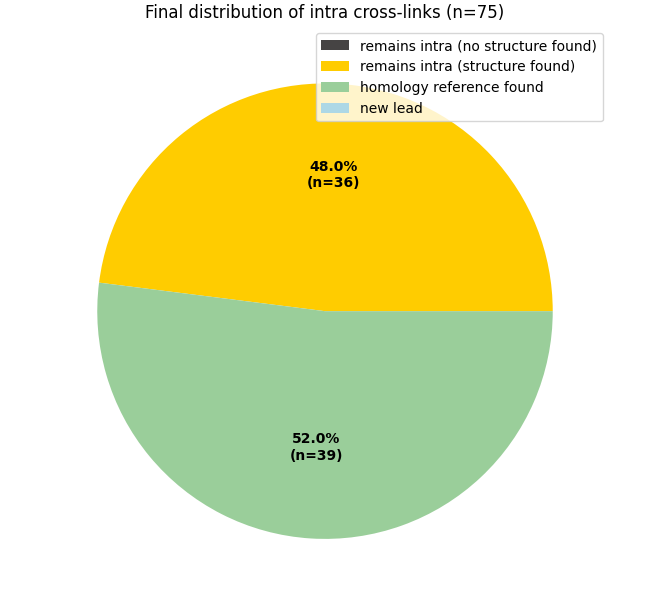 Final distribution of intra cross-links (n=75)
remains intra (no structure found)
remains intra (structure found)
homology reference found
new lead
48.0%
(n=36)
52.0%
(n=39)